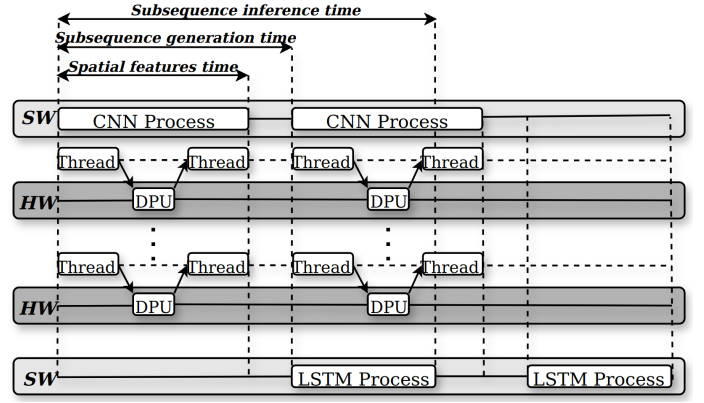 Subsequence inference time
Subsequence generation time
Spatial features time
SW CNN Process CNN Process
Thread Thread Thread Thread
HW DPU DPU
Thread Thread Thread Thread
HW DPU DPU
SW LSTM Process LSTM Process